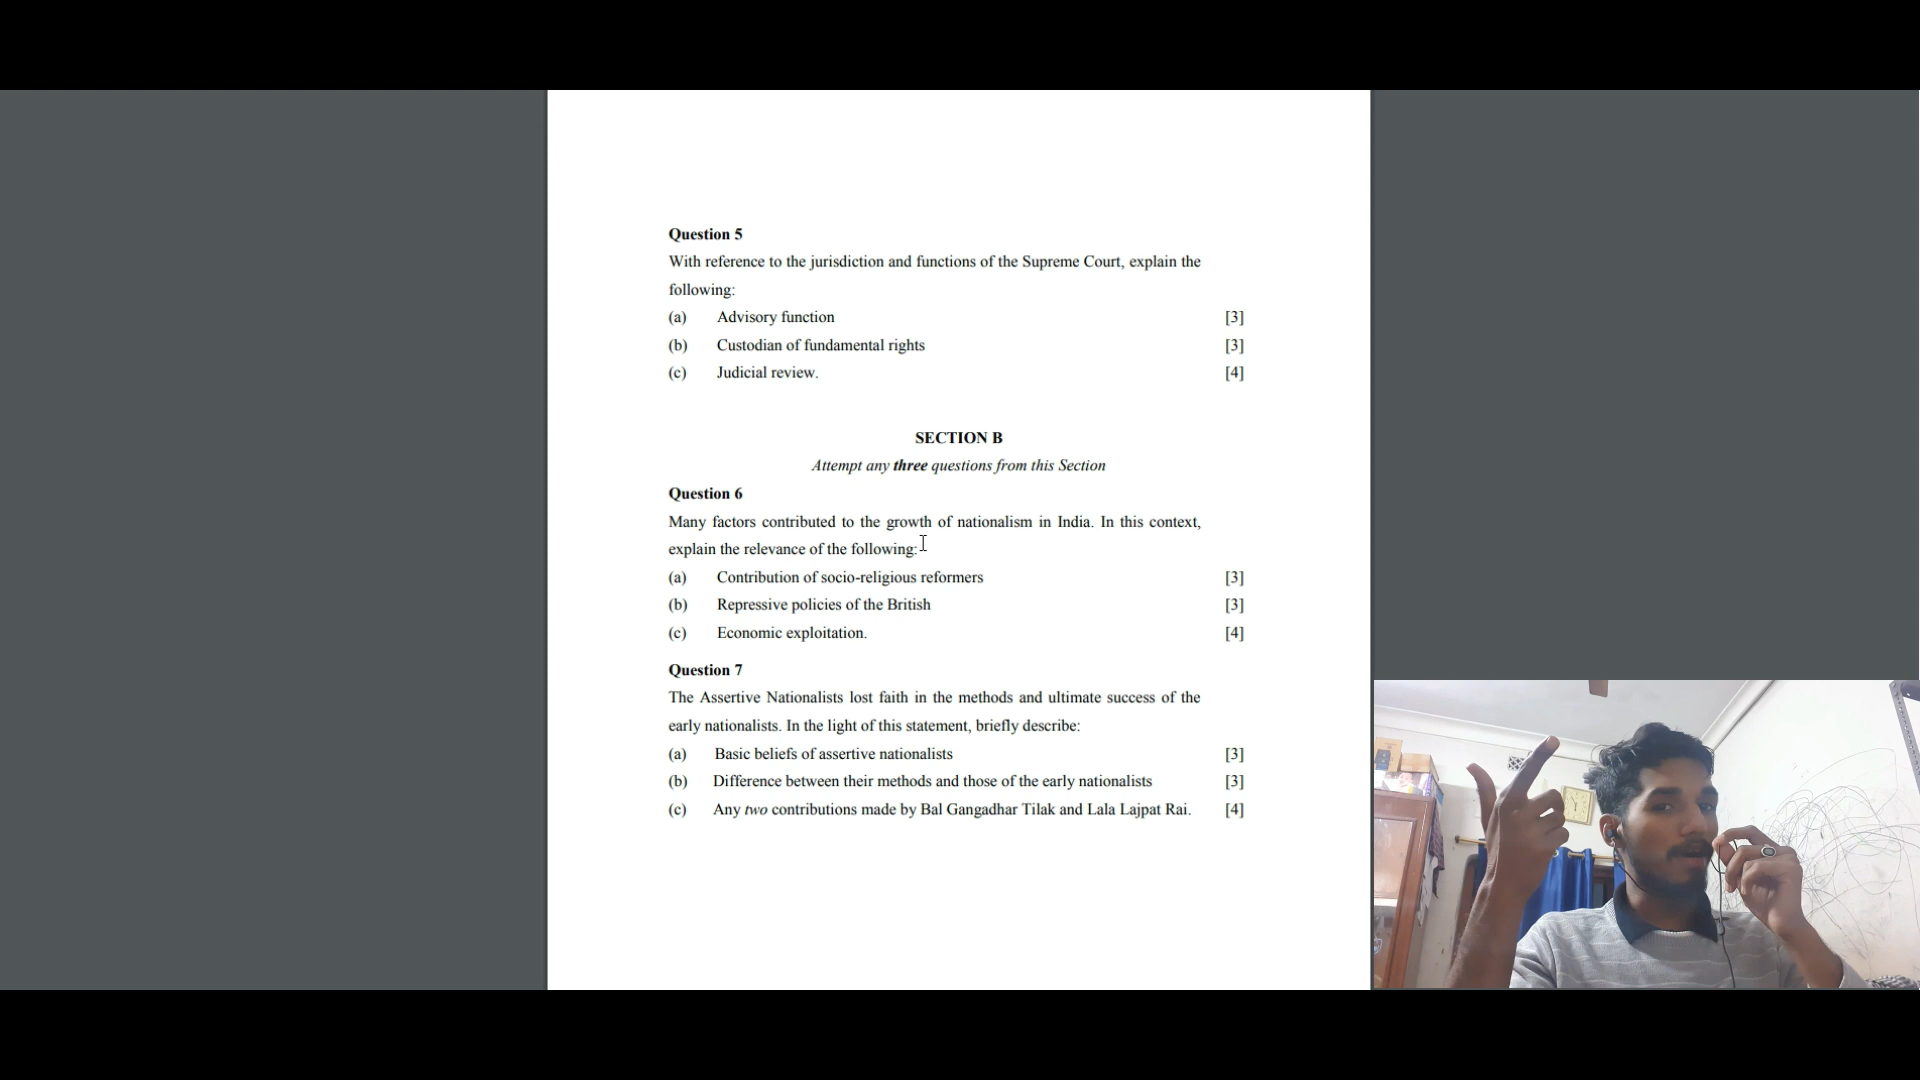 Question 5
With reference to the jurisdiction and functions of the Supreme Court, explain the
following:
(a) Advisory function [3]
(b) Custodian of fundamental rights [3]
(c) Judicial review. [4]
SECTION B
Attempt any three questions from this Section
Question 6
Many factors contributed to the growth of nationalism in India. In this context,
explain the relevance of the following:
(a) Contribution of socio-religious reformers [3]
(b) Repressive policies of the British [3]
(c) Economic exploitation. [4]
Question 7
The Assertive Nationalists lost faith in the methods and ultimate success of the
early nationalists. In the light of this statement, briefly describe:
(a) Basic beliefs of assertive nationalists [3]
(b) Difference between their methods and those of the early nationalists [3]
(c) Any two contributions made by Bal Gangadhar Tilak and Lala Lajpat Rai. [4]